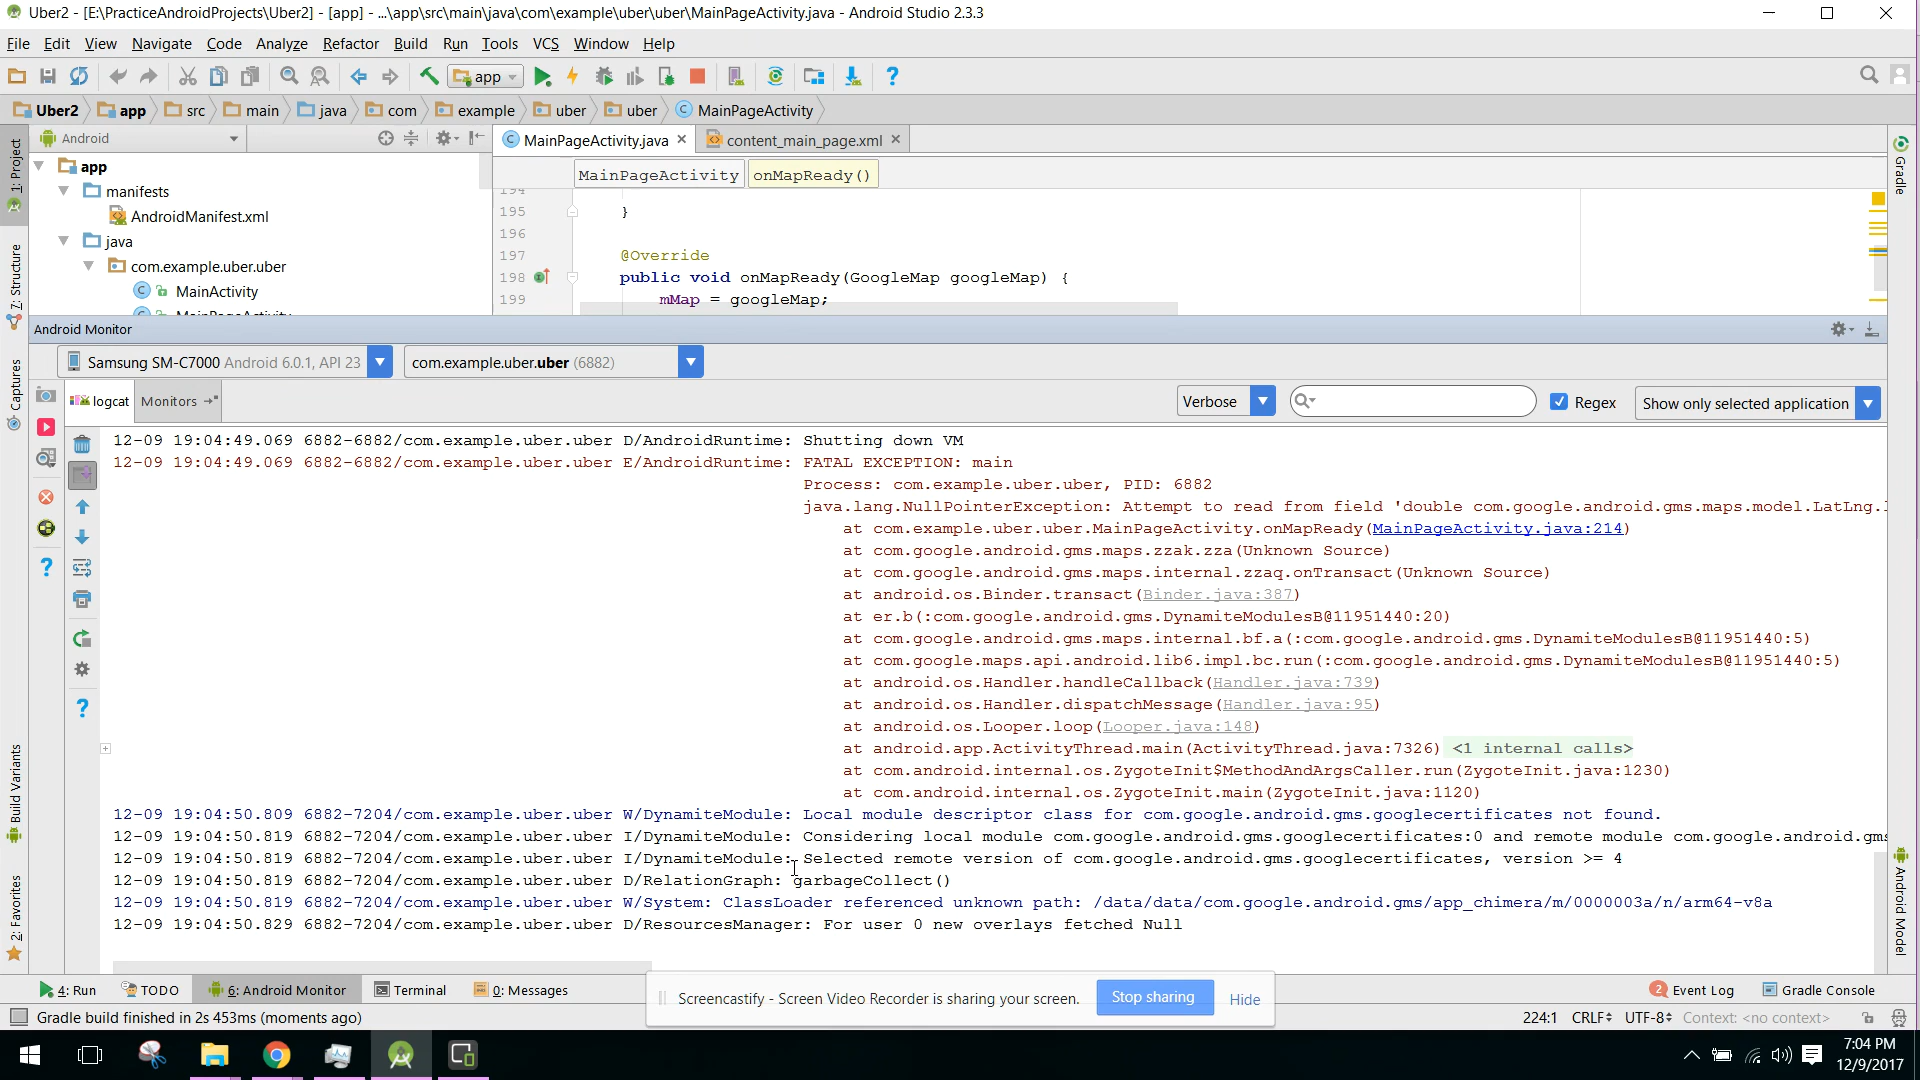 Uber2 - [E:\PracticeAndroidProjects\Uber2] - [app] - ...\app\src\main\java\com\example\uber\uber\MainPageActivity.java - Android Studio 2.3.3
File Edit View Navigate Code Analyze Refactor Build Run Tools VCS Window Help
app
Uber2 app src main java com example uber uber MainPageActivity
Android
MainPageActivity.java content_main_page.xml
1: Project
Gradle
app
MainPageActivity onMapReady()
manifests
194
AndroidManifest.xml
195 }
196
java
197 @Override
com.example.uber.uber
198 public void onMapReady(GoogleMap googleMap) {
MainActivity
199 mMap = googleMap;
MainPageActivity
Z: Structure
Android Monitor
Samsung SM-C7000 Android 6.0.1, API 23 com.example.uber.uber (6882)
Captures
logcat Monitors Verbose Regex Show only selected application
12-09 19:04:49.069 6882-6882/com.example.uber.uber D/AndroidRuntime: Shutting down VM
12-09 19:04:49.069 6882-6882/com.example.uber.uber E/AndroidRuntime: FATAL EXCEPTION: main
Process: com.example.uber.uber, PID: 6882
java.lang.NullPointerException: Attempt to read from field 'double com.google.android.gms.maps.model.LatLng.
at com.example.uber.uber.MainPageActivity.onMapReady(MainPageActivity.java:214)
at com.google.android.gms.maps.zzak.zza(Unknown Source)
at com.google.android.gms.maps.internal.zzaq.onTransact(Unknown Source)
at android.os.Binder.transact(Binder.java:387)
at er.b(:com.google.android.gms.DynamiteModulesB@11951440:20)
at com.google.android.gms.maps.internal.bf.a(:com.google.android.gms.DynamiteModulesB@11951440:5)
at com.google.maps.api.android.lib6.impl.bc.run(:com.google.android.gms.DynamiteModulesB@11951440:5)
at android.os.Handler.handleCallback(Handler.java:739)
at android.os.Handler.dispatchMessage(Handler.java:95)
at android.os.Looper.loop(Looper.java:148)
at android.app.ActivityThread.main(ActivityThread.java:7326) <1 internal calls>
at com.android.internal.os.ZygoteInit$MethodAndArgsCaller.run(ZygoteInit.java:1230)
at com.android.internal.os.ZygoteInit.main(ZygoteInit.java:1120)
12-09 19:04:50.809 6882-7204/com.example.uber.uber W/DynamiteModule: Local module descriptor class for com.google.android.gms.googlecertificates not found.
12-09 19:04:50.819 6882-7204/com.example.uber.uber I/DynamiteModule: Considering local module com.google.android.gms.googlecertificates:0 and remote module com.google.android.gms
12-09 19:04:50.819 6882-7204/com.example.uber.uber I/DynamiteModule: Selected remote version of com.google.android.gms.googlecertificates, version >= 4
12-09 19:04:50.819 6882-7204/com.example.uber.uber D/RelationGraph: garbageCollect()
12-09 19:04:50.819 6882-7204/com.example.uber.uber W/System: ClassLoader referenced unknown path: /data/data/com.google.android.gms/app_chimera/m/0000003a/n/arm64-v8a
12-09 19:04:50.829 6882-7204/com.example.uber.uber D/ResourcesManager: For user 0 new overlays fetched Null
Build Variants
2: Favorites
Android Model
4: Run TODO 6: Android Monitor Terminal 0: Messages
Screencastify - Screen Video Recorder is sharing your screen. Stop sharing Hide
2 Event Log Gradle Console
Gradle build finished in 2s 453ms (moments ago)
224:1 CRLF UTF-8 Context: <no context>
7:04 PM
12/9/2017